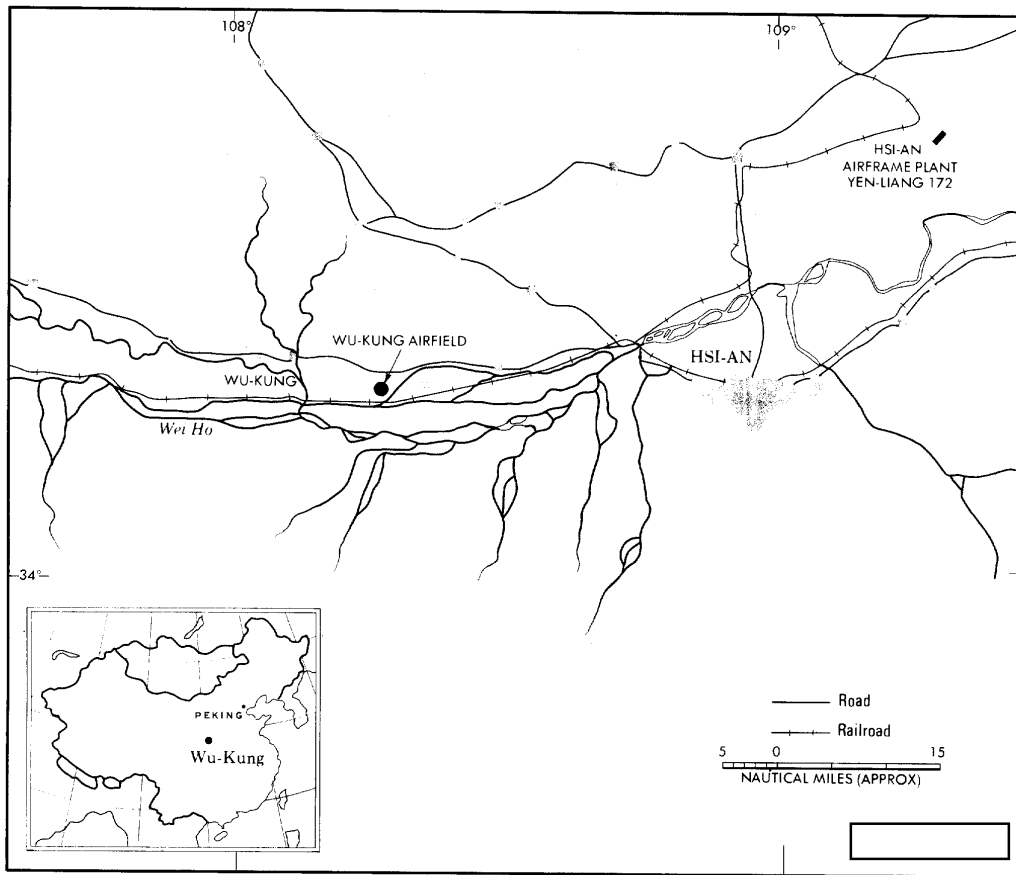 108°
109°
HSI-AN
AIRFRAME PLANT
YEN-LIANG 172
WU-KUNG AIRFIELD
HSI-AN
WU-KUNG
Wei Ho
34°
PEKING
Wu-Kung
Road
Railroad
5 0 15
NAUTICAL MILES (APPROX)